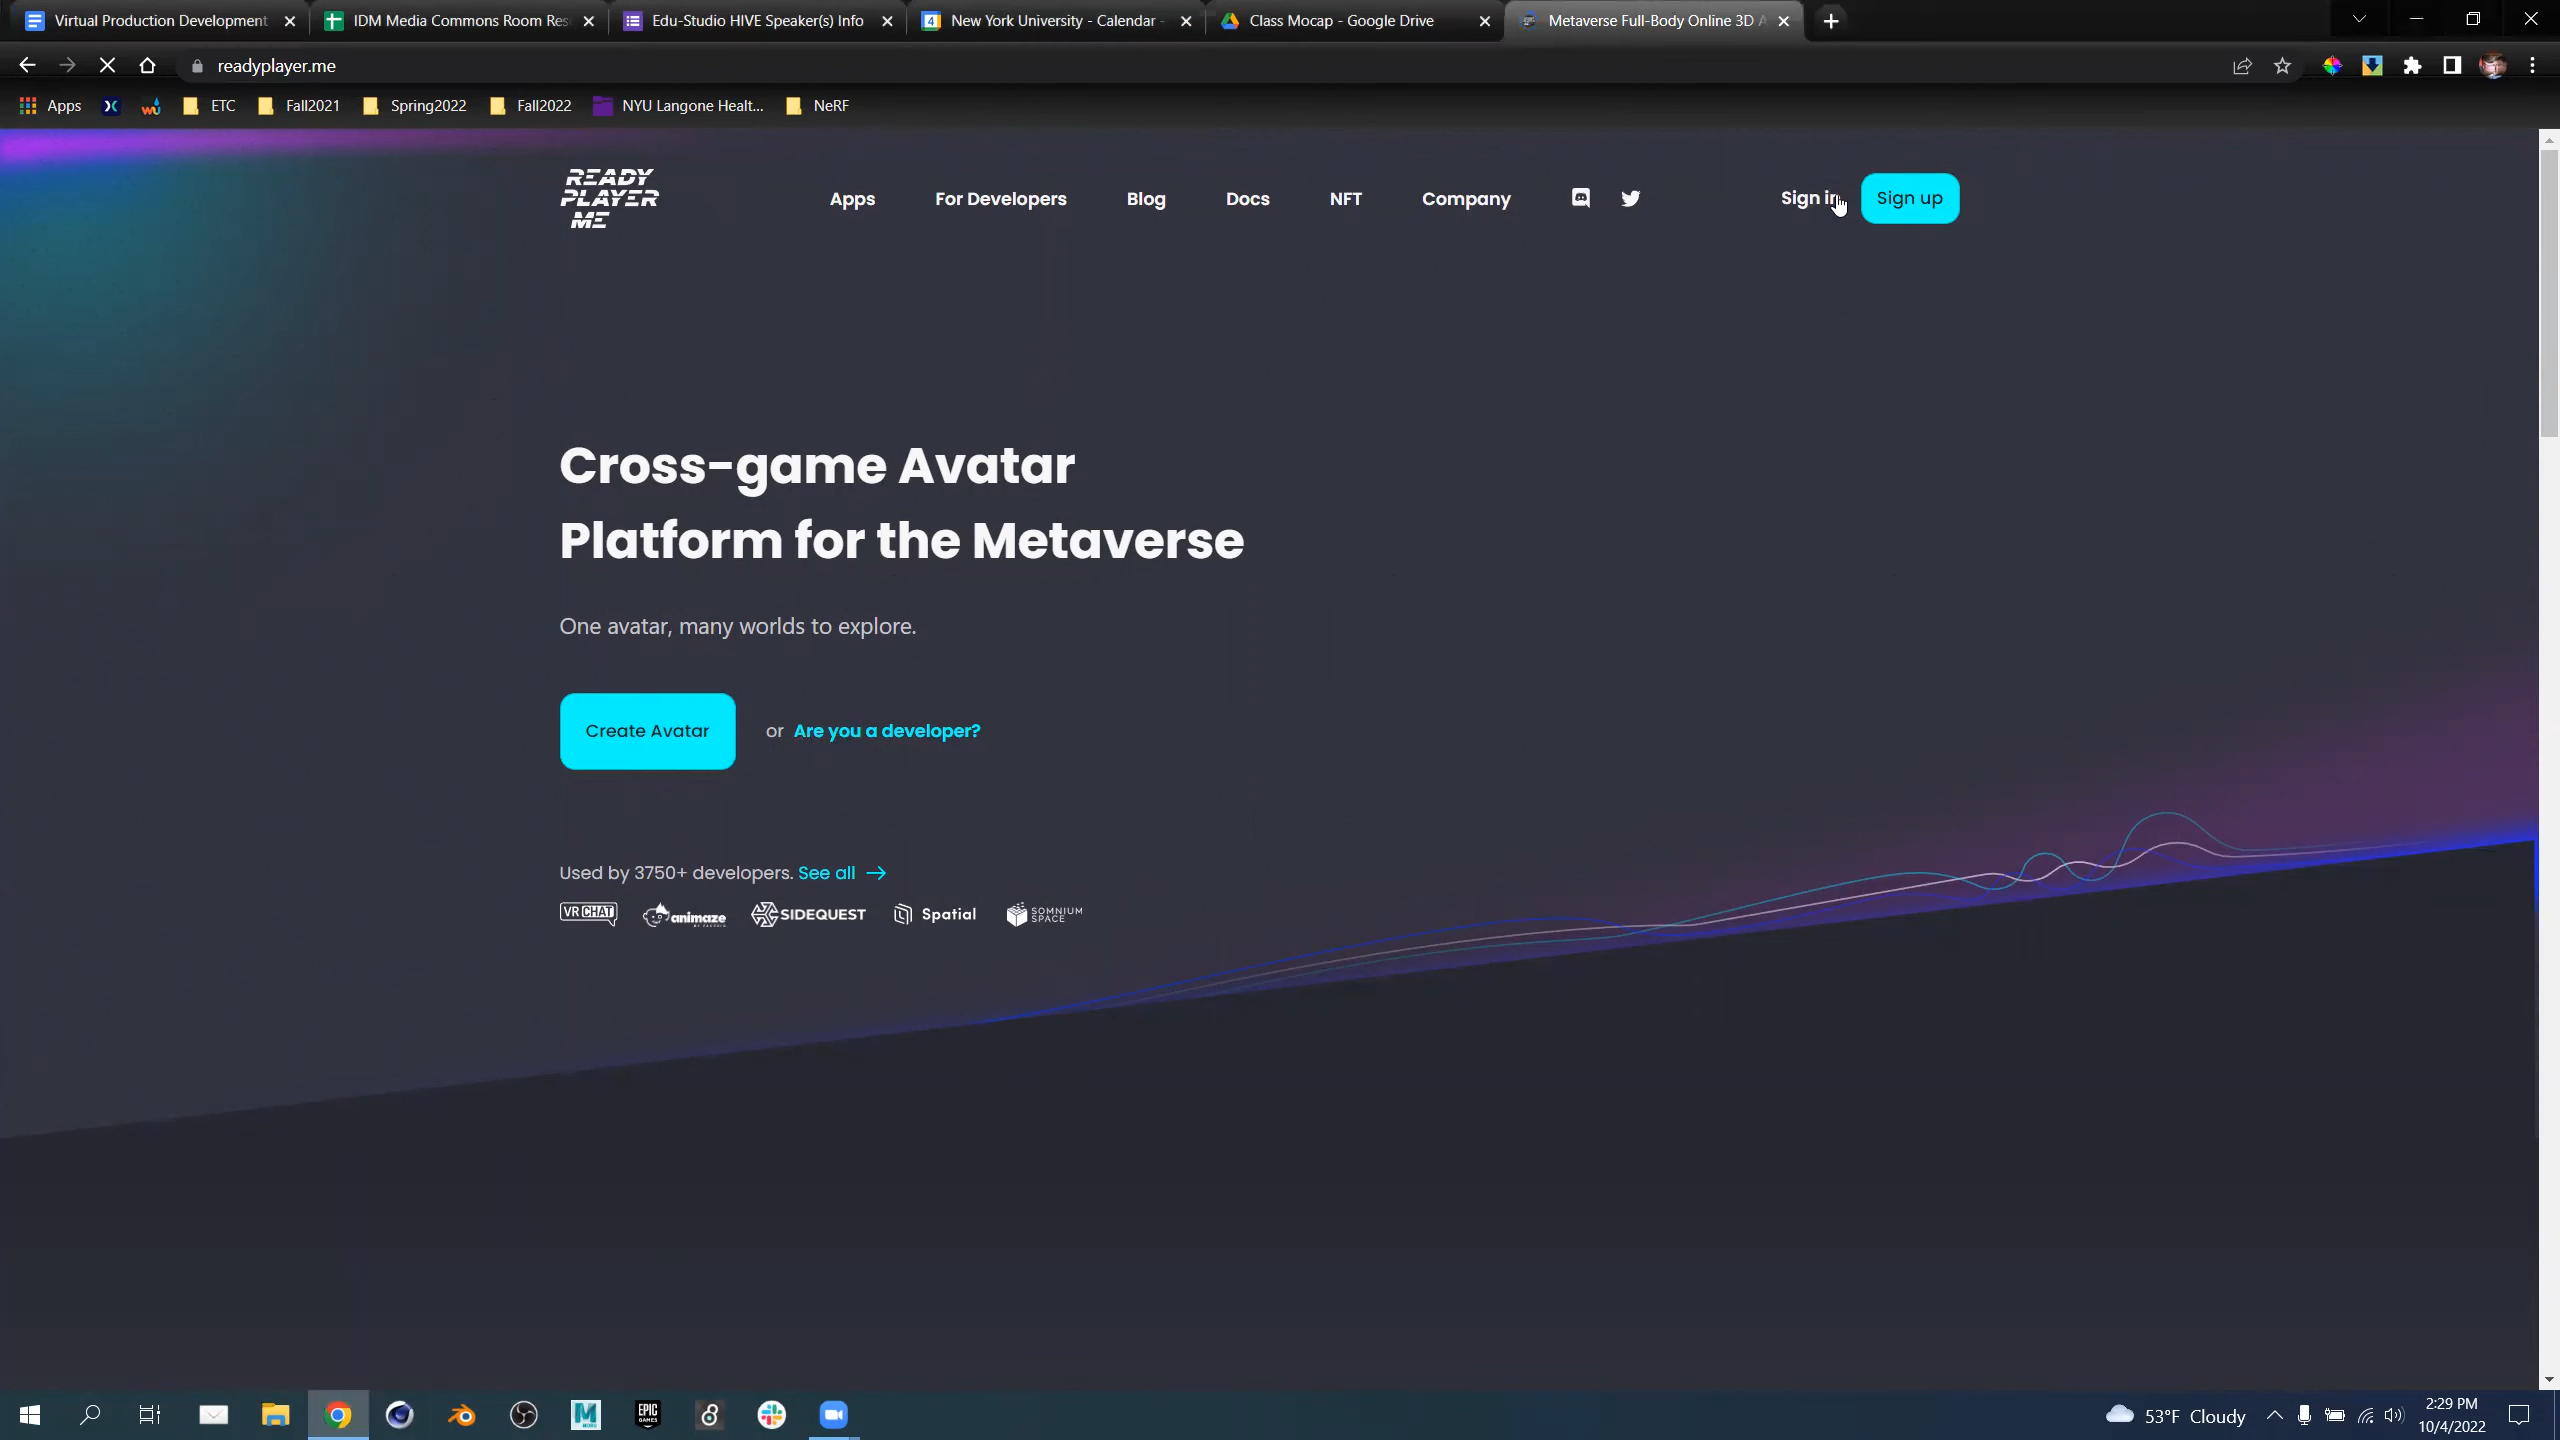 Virtual Production Development
IDM Media Commons Room Res
Edu-Studio HIVE Speaker(s) Info
New York University - Calendar -
Class Mocap - Google Drive
Metaverse Full-Body Online 3D A
readyplayer.me
Apps
ETC
Fall2021
Spring2022
Fall2022
NYU Langone Healt...
NeRF
READY
PLAYER
ME
Apps
For Developers
Blog
Docs
NFT
Company
Sign in
Sign up
Cross-game Avatar
Platform for the Metaverse
One avatar, many worlds to explore.
Create Avatar
or Are you a developer?
Used by 3750+ developers. See all →
VRCHAT
animaze
SIDEQUEST
Spatial
SOMNIUM
SPACE
53°F Cloudy
2:29 PM
10/4/2022